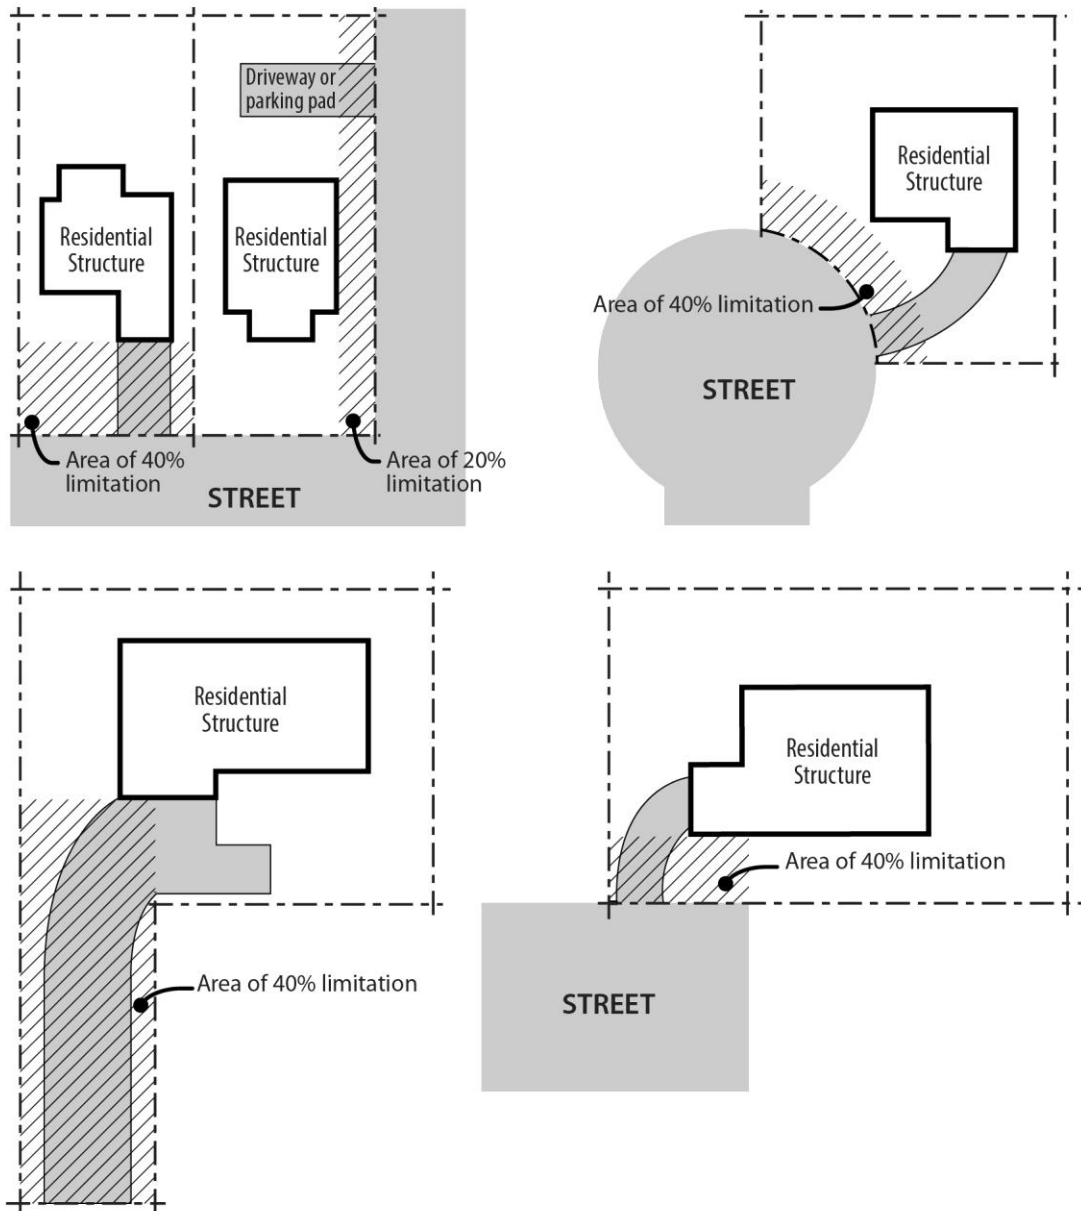 Driveway or
parking pad
Residential
Structure
Residential
Structure
Area of 40%
limitation
Area of 20%
limitation
STREET
Residential
Structure
Area of 40% limitation
STREET
Residential
Structure
Area of 40% limitation
Residential
Structure
Area of 40% limitation
STREET